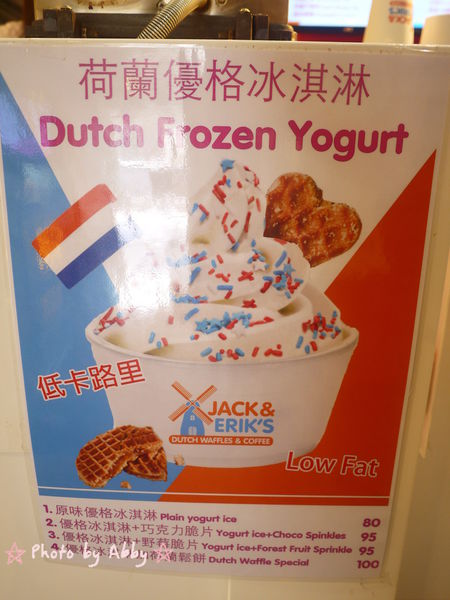 荷蘭優格冰淇淋
Dutch Frozen Yogurt
低卡路里
JACK &
ERIK'S
DUTCH WAFFLES & COFFEE
Low Fat
1. 原味優格冰淇淋 Plain yogurt ice 80
2. 優格冰淇淋+巧克力脆片 Yogurt ice+Choco Spinkles 95
3. 優格冰淇淋+野莓脆片 Yogurt ice+Forest Fruit Sprinkle 95
荷蘭鬆餅 Dutch Waffle Special 100
Photo by Abby